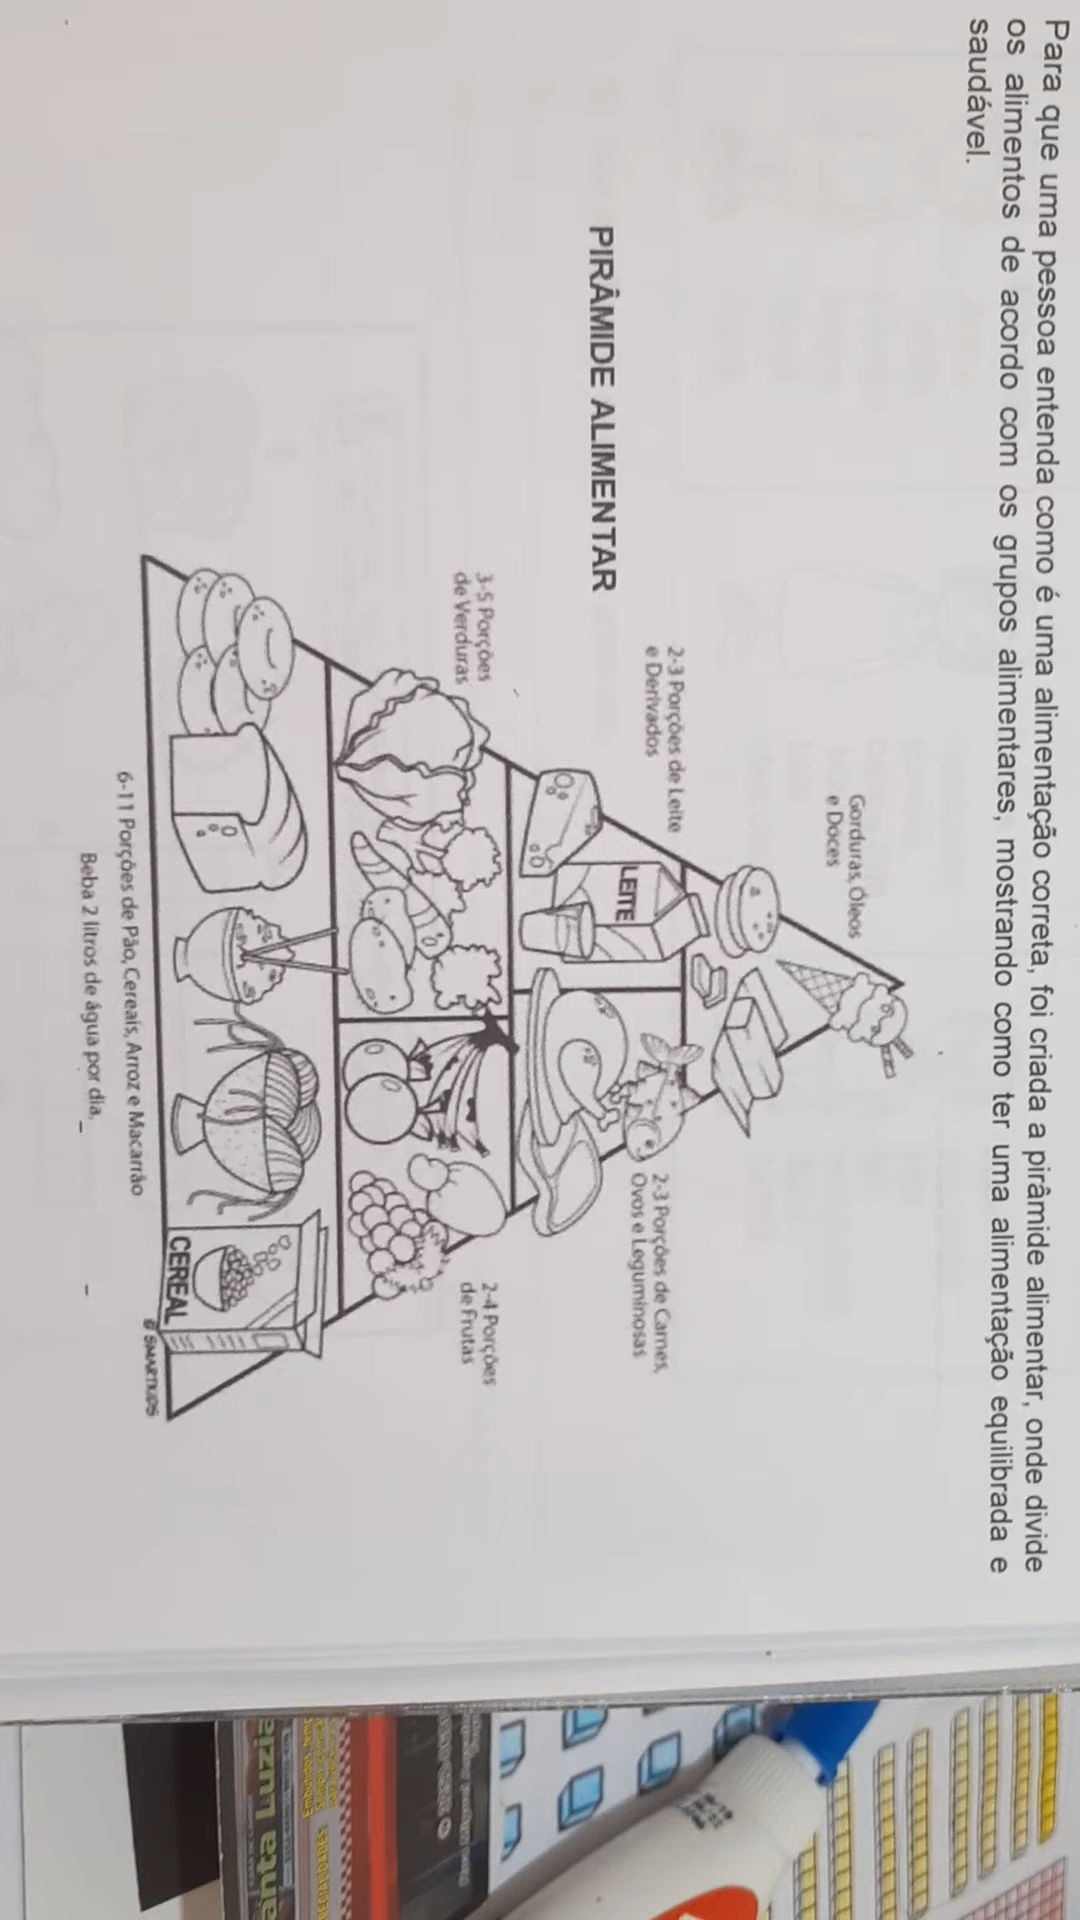 Para que uma pessoa entenda como é uma alimentação correta, foi criada a pirâmide alimentar, onde divide
os alimentos de acordo com os grupos alimentares, mostrando como ter uma alimentação equilibrada e
saudável.
PIRÂMIDE ALIMENTAR
Gorduras, Óleos
e Doces
2-3 Porções de Leite
e Derivados
LEITE
2-3 Porções de Carnes,
Ovos e Leguminosas
3-5 Porções
de Verduras
2-4 Porções
de Frutas
CEREAL
© SMARTKIDS
6-11 Porções de Pão, Cereais, Arroz e Macarrão
Beba 2 litros de água por dia.
anta Luzia